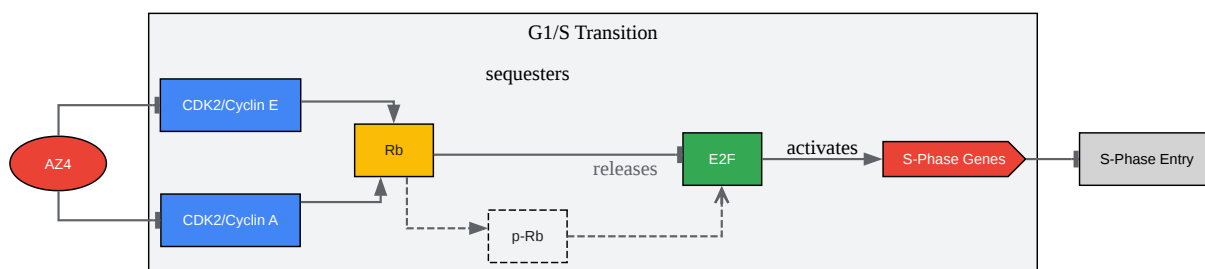 G1/S Transition
sequesters
CDK2/Cyclin E
AZ4
Rb
E2F
activates
S-Phase Genes
S-Phase Entry
releases
CDK2/Cyclin A
p-Rb